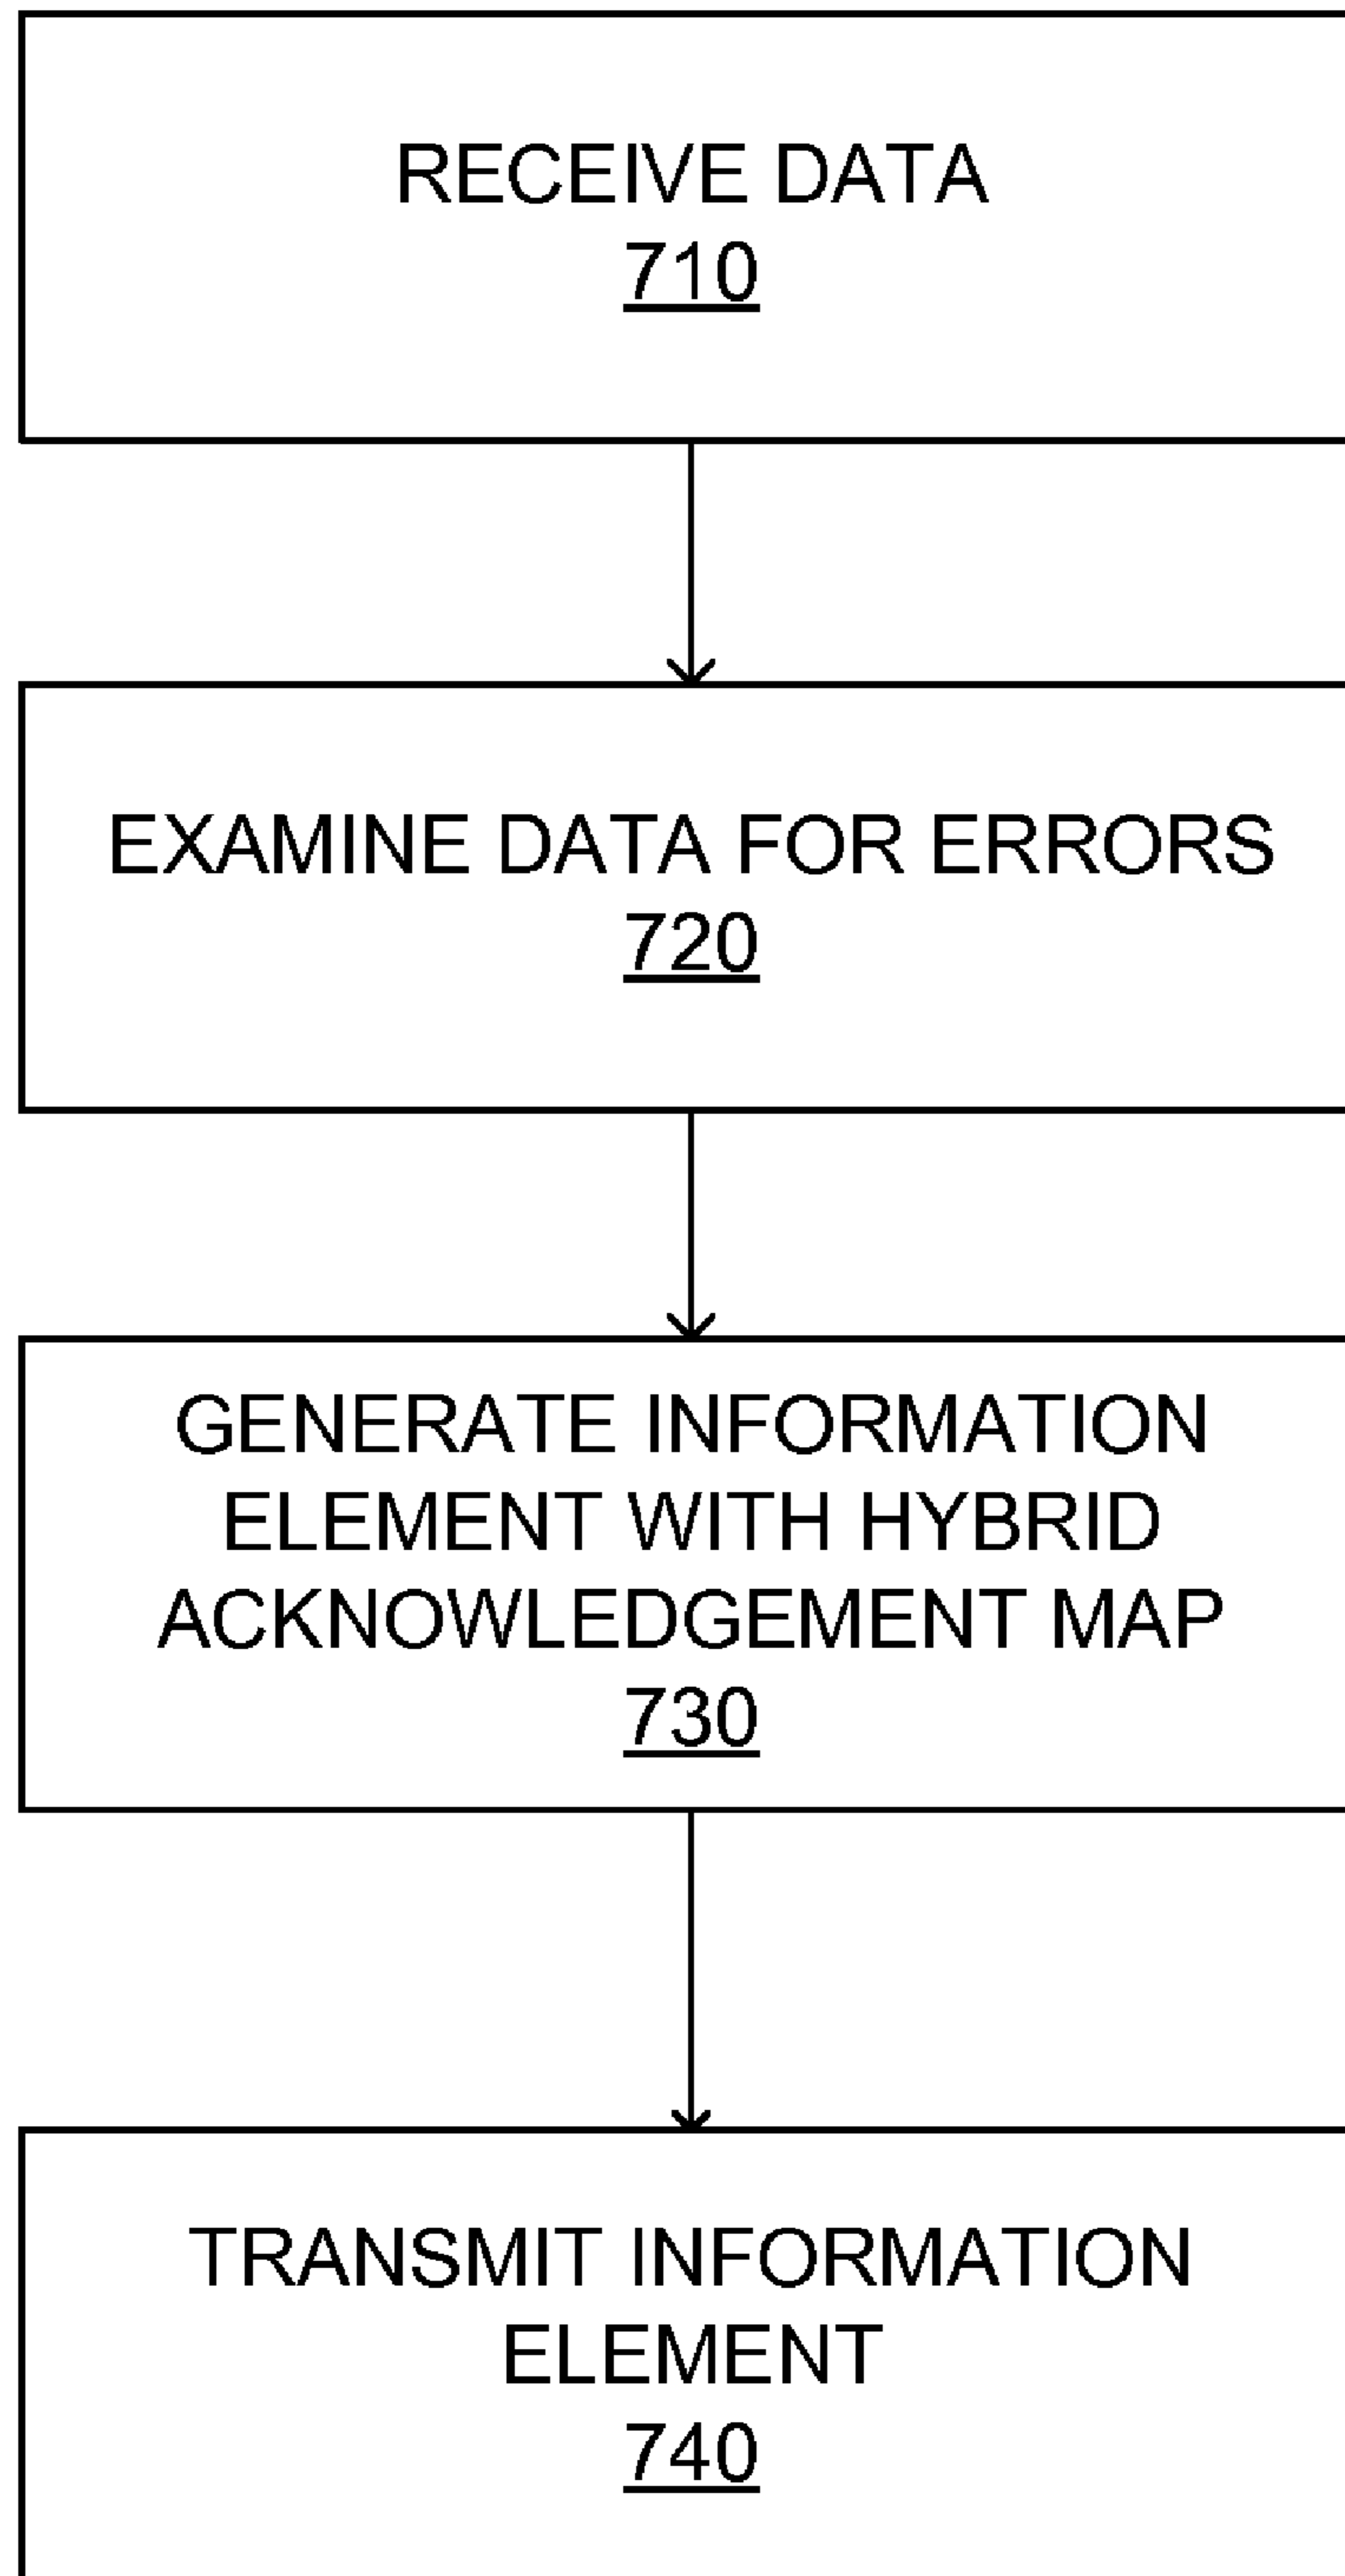 RECEIVE DATA
710
EXAMINE DATA FOR ERRORS
720
GENERATE INFORMATION
ELEMENT WITH HYBRID
ACKNOWLEDGEMENT MAP
730
TRANSMIT INFORMATION
ELEMENT
740